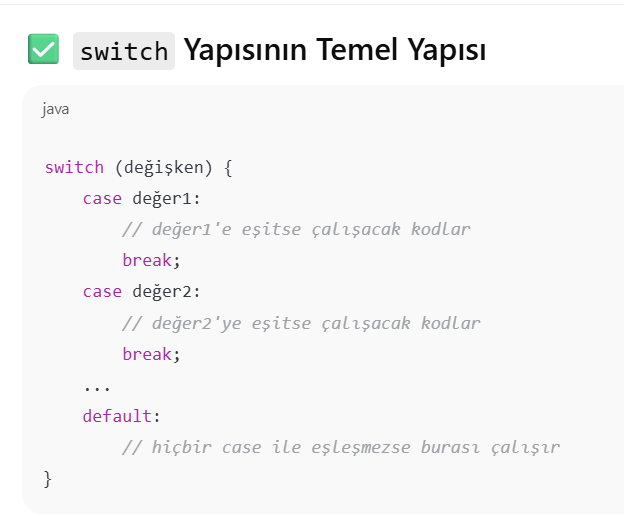 ✅ switch Yapısının Temel Yapısı
java
switch (değişken) {
    case değer1:
        // değer1'e eşitse çalışacak kodlar
        break;
    case değer2:
        // değer2'ye eşitse çalışacak kodlar
        break;
    ...
    default:
        // hiçbir case ile eşleşmezse burası çalışır
}